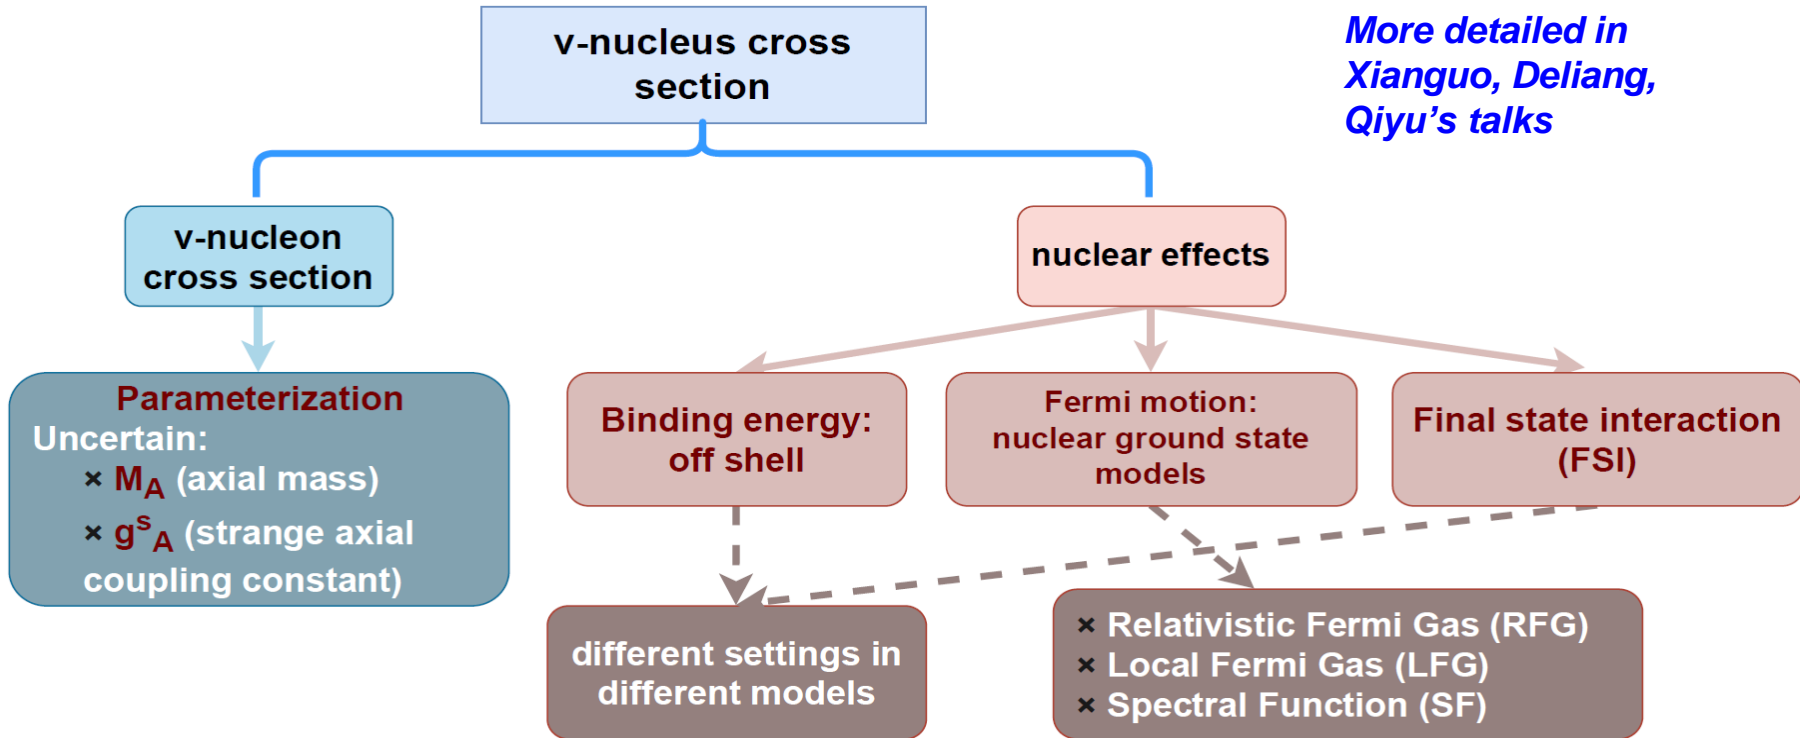 ν-nucleus cross
section
More detailed in
Xianguo, Deliang,
Qiyu’s talks
ν-nucleon
cross section
nuclear effects
Parameterization
Uncertain:
× M_A (axial mass)
× g^s_A (strange axial
coupling constant)
Binding energy:
off shell
Fermi motion:
nuclear ground state
models
Final state interaction
(FSI)
different settings in
different models
× Relativistic Fermi Gas (RFG)
× Local Fermi Gas (LFG)
× Spectral Function (SF)